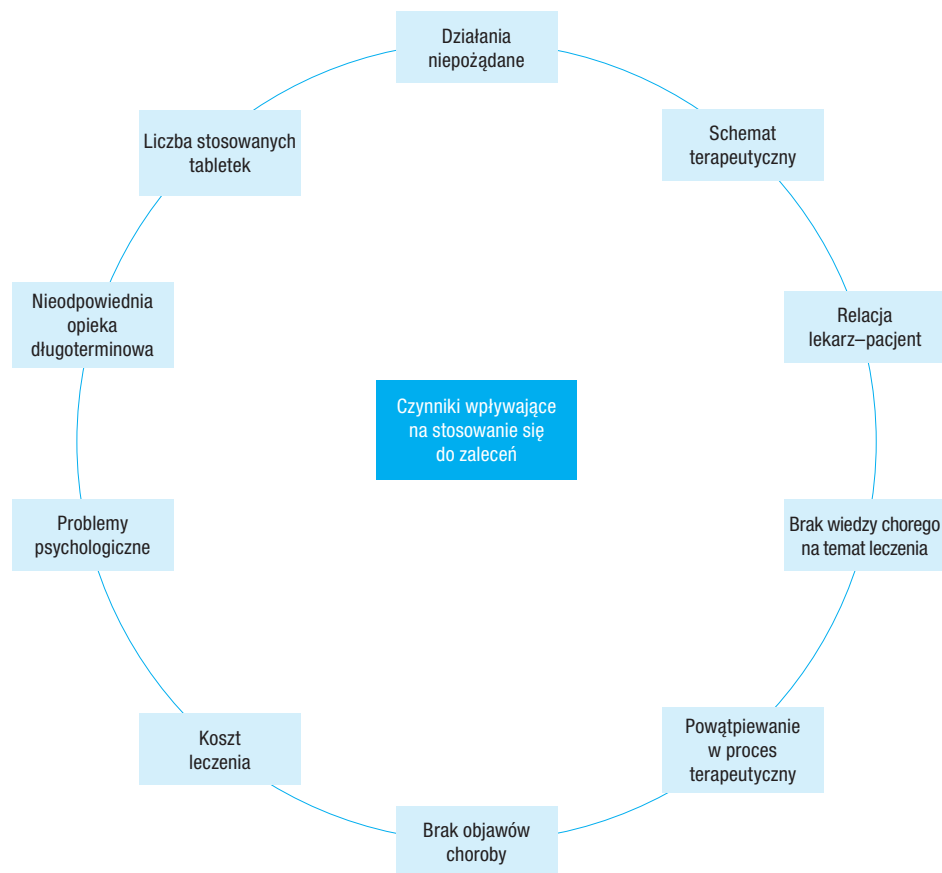 Działania
niepożądane
Schemat
terapeutyczny
Relacja
lekarz–pacjent
Brak wiedzy chorego
na temat leczenia
Powątpiewanie
w proces
terapeutyczny
Brak objawów
choroby
Koszt
leczenia
Problemy
psychologiczne
Nieodpowiednia
opieka
długoterminowa
Liczba stosowanych
tabletek
Czynniki wpływające
na stosowanie się
do zaleceń